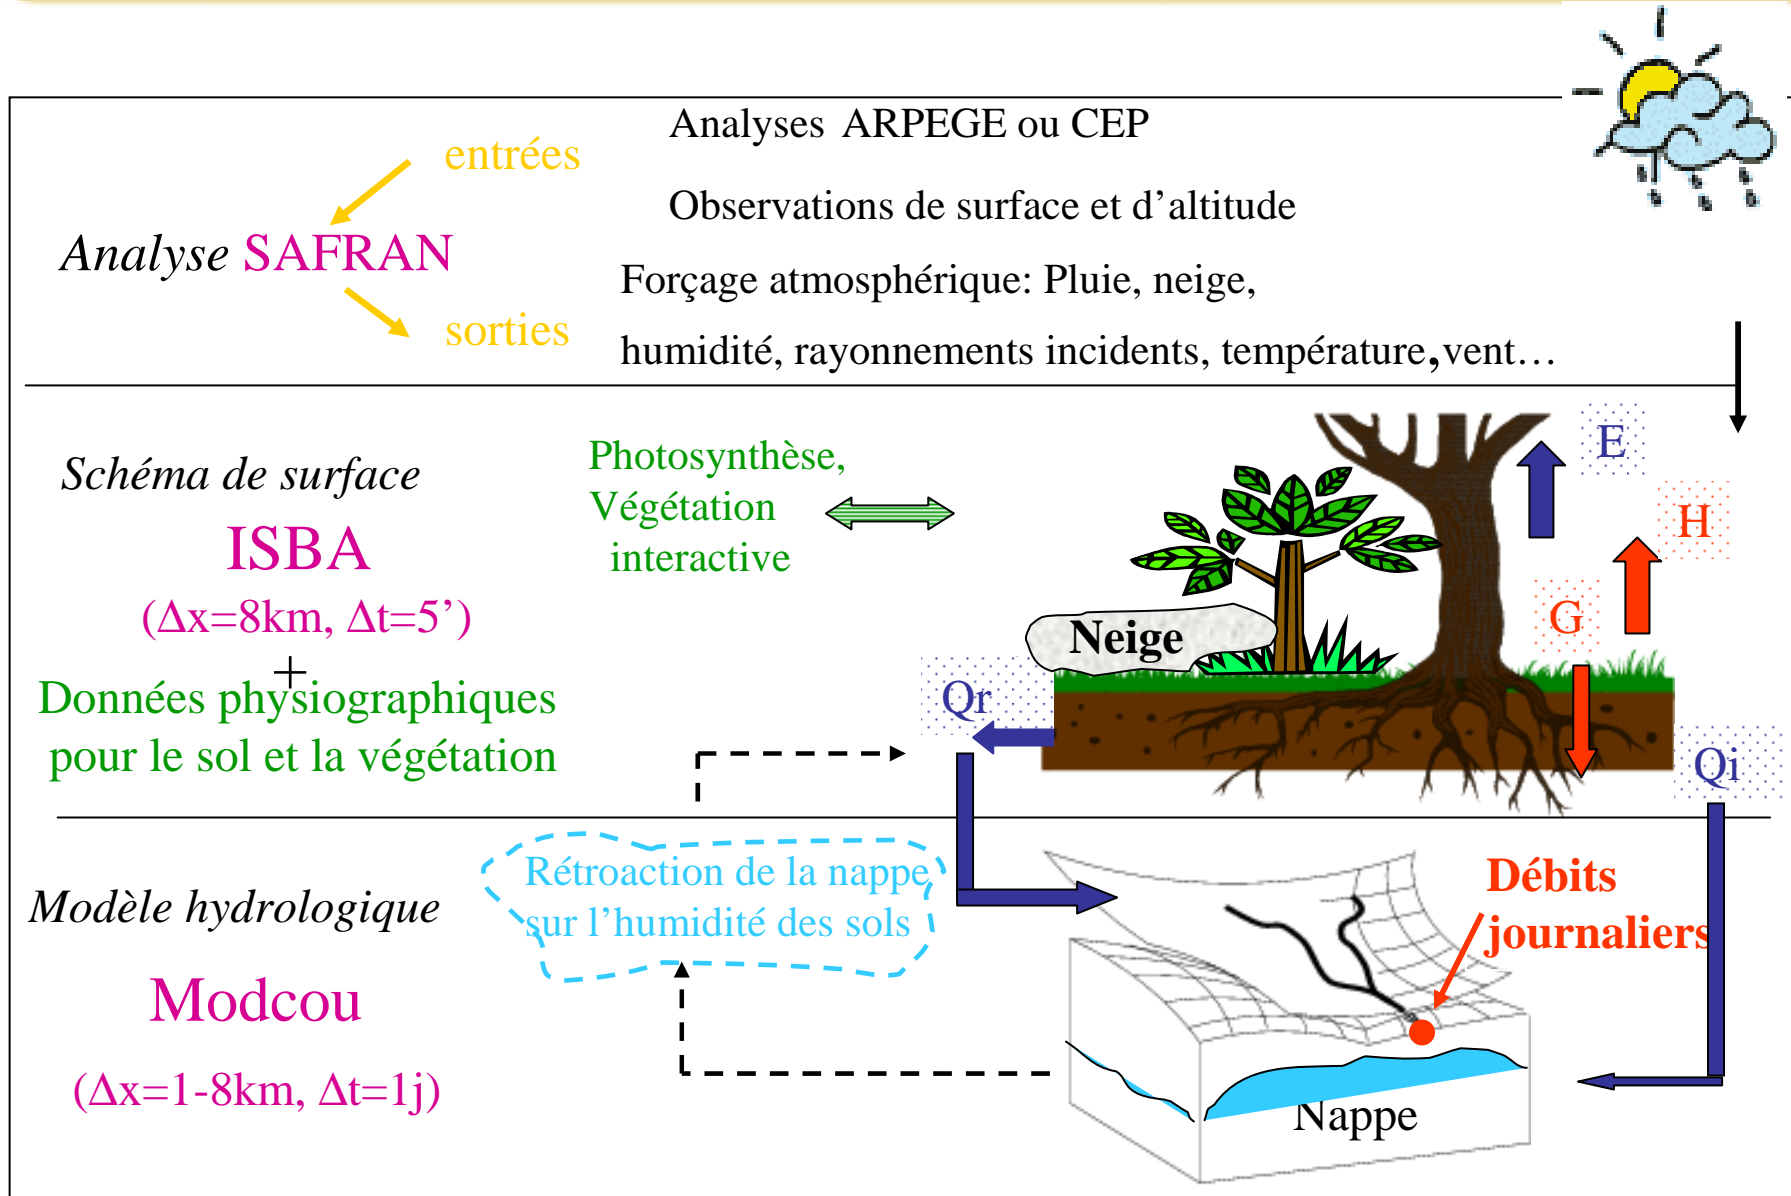 entrées
Analyses ARPEGE ou CEP
Observations de surface et d’altitude
Analyse SAFRAN
sorties
Forçage atmosphérique: Pluie, neige,
humidité, rayonnements incidents, température,vent…
Schéma de surface
ISBA
(Δx=8km, Δt=5’)
+
Données physiographiques
pour le sol et la végétation
Photosynthèse,
Végétation
interactive
Neige
E
H
G
Qr
Qi
Modèle hydrologique
Modcou
(Δx=1-8km, Δt=1j)
Rétroaction de la nappe
sur l’humidité des sols
Débits
journaliers
Nappe